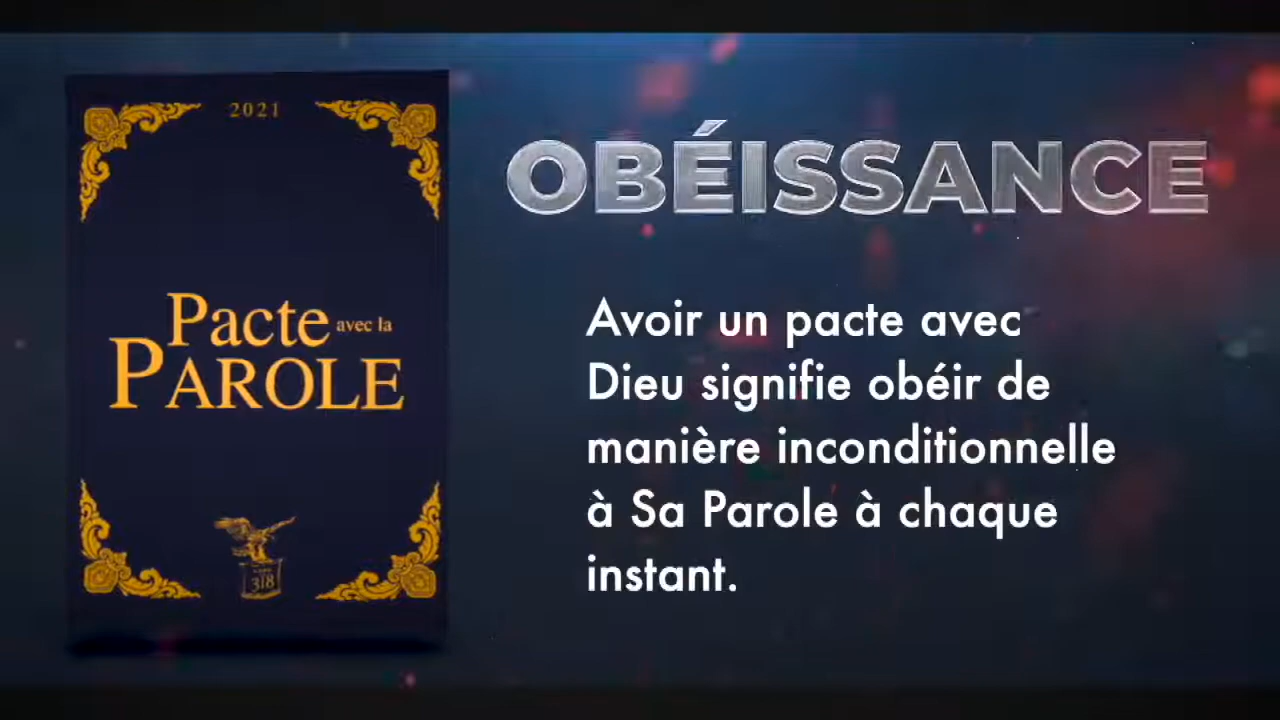 2021
Pacte avec la
PAROLE
318
OBÉISSANCE
Avoir un pacte avec
Dieu signifie obéir de
manière inconditionnelle
à Sa Parole à chaque
instant.